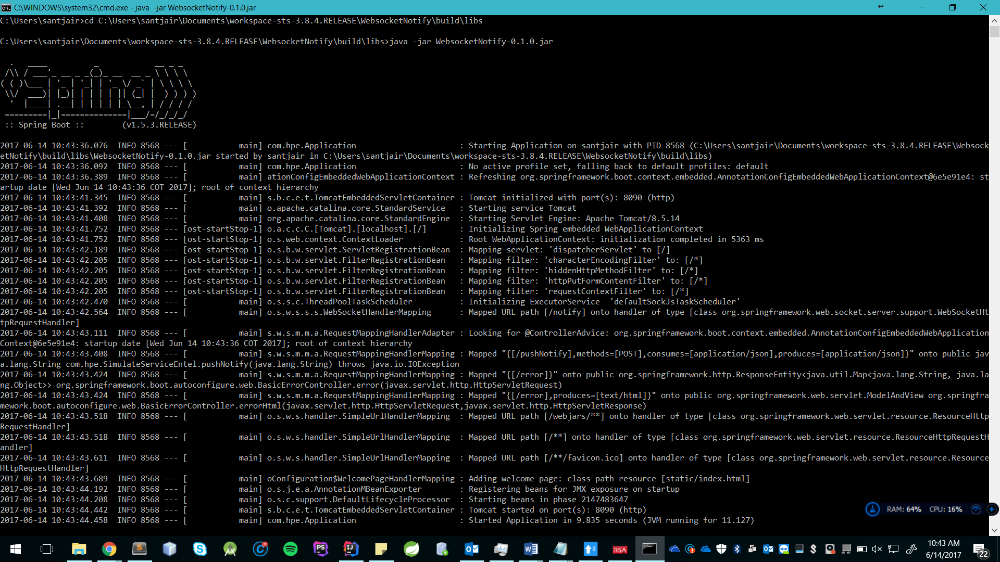 C:\WINDOWS\system32\cmd.exe - java  -jar WebsocketNotify-0.1.0.jar
C:\Users\santjair>cd C:\Users\santjair\Documents\workspace-sts-3.8.4.RELEASE\WebsocketNotify\build\libs
C:\Users\santjair\Documents\workspace-sts-3.8.4.RELEASE\WebsocketNotify\build\libs>java -jar WebsocketNotify-0.1.0.jar
Spring
:: Spring Boot ::        (v1.5.3.RELEASE)
2017-06-14 10:43:36.076  INFO 8568 --- [           main] com.hpe.Application                      : Starting Application on santjair with PID 8568 (C:\Users\santjair\Documents\workspace-sts-3.8.4.RELEASE\Websock
etNotify\build\libs\WebsocketNotify-0.1.0.jar started by santjair in C:\Users\santjair\Documents\workspace-sts-3.8.4.RELEASE\WebsocketNotify\build\libs)
2017-06-14 10:43:36.092  INFO 8568 --- [           main] com.hpe.Application                      : No active profile set, falling back to default profiles: default
2017-06-14 10:43:36.389  INFO 8568 --- [           main] ationConfigEmbeddedWebApplicationContext : Refreshing org.springframework.boot.context.embedded.AnnotationConfigEmbeddedWebApplicationContext@6e5e91e4: st
artup date [Wed Jun 14 10:43:36 COT 2017]; root of context hierarchy
2017-06-14 10:43:41.345  INFO 8568 --- [           main] s.b.c.e.t.TomcatEmbeddedServletContainer : Tomcat initialized with port(s): 8090 (http)
2017-06-14 10:43:41.392  INFO 8568 --- [           main] o.apache.catalina.core.StandardService   : Starting service Tomcat
2017-06-14 10:43:41.408  INFO 8568 --- [           main] org.apache.catalina.core.StandardEngine  : Starting Servlet Engine: Apache Tomcat/8.5.14
2017-06-14 10:43:41.752  INFO 8568 --- [ost-startStop-1] o.a.c.c.C.[Tomcat].[localhost].[/]       : Initializing Spring embedded WebApplicationContext
2017-06-14 10:43:41.752  INFO 8568 --- [ost-startStop-1] o.s.web.context.ContextLoader            : Root WebApplicationContext: initialization completed in 5363 ms
2017-06-14 10:43:42.189  INFO 8568 --- [ost-startStop-1] o.s.b.w.servlet.ServletRegistrationBean  : Mapping servlet: 'dispatcherServlet' to [/]
2017-06-14 10:43:42.205  INFO 8568 --- [ost-startStop-1] o.s.b.w.servlet.FilterRegistrationBean   : Mapping filter: 'characterEncodingFilter' to: [/*]
2017-06-14 10:43:42.205  INFO 8568 --- [ost-startStop-1] o.s.b.w.servlet.FilterRegistrationBean   : Mapping filter: 'hiddenHttpMethodFilter' to: [/*]
2017-06-14 10:43:42.205  INFO 8568 --- [ost-startStop-1] o.s.b.w.servlet.FilterRegistrationBean   : Mapping filter: 'httpPutFormContentFilter' to: [/*]
2017-06-14 10:43:42.205  INFO 8568 --- [ost-startStop-1] o.s.b.w.servlet.FilterRegistrationBean   : Mapping filter: 'requestContextFilter' to: [/*]
2017-06-14 10:43:42.470  INFO 8568 --- [           main] o.s.s.c.ThreadPoolTaskScheduler          : Initializing ExecutorService  'defaultSockJsTaskScheduler'
2017-06-14 10:43:42.564  INFO 8568 --- [           main] o.s.w.s.s.s.WebSocketHandlerMapping      : Mapped URL path [/notify] onto handler of type [class org.springframework.web.socket.server.support.WebSocketHt
tpRequestHandler]
2017-06-14 10:43:43.111  INFO 8568 --- [           main] s.w.s.m.m.a.RequestMappingHandlerAdapter : Looking for @ControllerAdvice: org.springframework.boot.context.embedded.AnnotationConfigEmbeddedWebApplication
Context@6e5e91e4: startup date [Wed Jun 14 10:43:36 COT 2017]; root of context hierarchy
2017-06-14 10:43:43.408  INFO 8568 --- [           main] s.w.s.m.m.a.RequestMappingHandlerMapping : Mapped "{[/pushNotify],methods=[POST],consumes=[application/json],produces=[application/json]}" onto public jav
a.lang.String com.hpe.SimulateServiceEntel.pushNotify(java.lang.String) throws java.io.IOException
2017-06-14 10:43:43.424  INFO 8568 --- [           main] s.w.s.m.m.a.RequestMappingHandlerMapping : Mapped "{[/error]}" onto public org.springframework.http.ResponseEntity<java.util.Map<java.lang.String, java.la
ng.Object>> org.springframework.boot.autoconfigure.web.BasicErrorController.error(javax.servlet.http.HttpServletRequest)
2017-06-14 10:43:43.424  INFO 8568 --- [           main] s.w.s.m.m.a.RequestMappingHandlerMapping : Mapped "{[/error],produces=[text/html]}" onto public org.springframework.web.servlet.ModelAndView org.springfra
mework.boot.autoconfigure.web.BasicErrorController.errorHtml(javax.servlet.http.HttpServletRequest,javax.servlet.http.HttpServletResponse)
2017-06-14 10:43:43.518  INFO 8568 --- [           main] o.s.w.s.handler.SimpleUrlHandlerMapping  : Mapped URL path [/webjars/**] onto handler of type [class org.springframework.web.servlet.resource.ResourceHttp
RequestHandler]
2017-06-14 10:43:43.518  INFO 8568 --- [           main] o.s.w.s.handler.SimpleUrlHandlerMapping  : Mapped URL path [/**] onto handler of type [class org.springframework.web.servlet.resource.ResourceHttpRequestH
andler]
2017-06-14 10:43:43.611  INFO 8568 --- [           main] o.s.w.s.handler.SimpleUrlHandlerMapping  : Mapped URL path [/**/favicon.ico] onto handler of type [class org.springframework.web.servlet.resource.Resource
HttpRequestHandler]
2017-06-14 10:43:43.689  INFO 8568 --- [           main] oConfiguration$WelcomePageHandlerMapping : Adding welcome page: class path resource [static/index.html]
2017-06-14 10:43:44.192  INFO 8568 --- [           main] o.s.j.e.a.AnnotationMBeanExporter        : Registering beans for JMX exposure on startup
2017-06-14 10:43:44.208  INFO 8568 --- [           main] o.s.c.support.DefaultLifecycleProcessor  : Starting beans in phase 2147483647
2017-06-14 10:43:44.442  INFO 8568 --- [           main] s.b.c.e.t.TomcatEmbeddedServletContainer : Tomcat started on port(s): 8090 (http)
2017-06-14 10:43:44.458  INFO 8568 --- [           main] com.hpe.Application                      : Started Application in 9.835 seconds (JVM running for 11.127)
RAM: 64%  CPU: 16%
PS
IJ
RSA
10:43 AM
6/14/2017
22